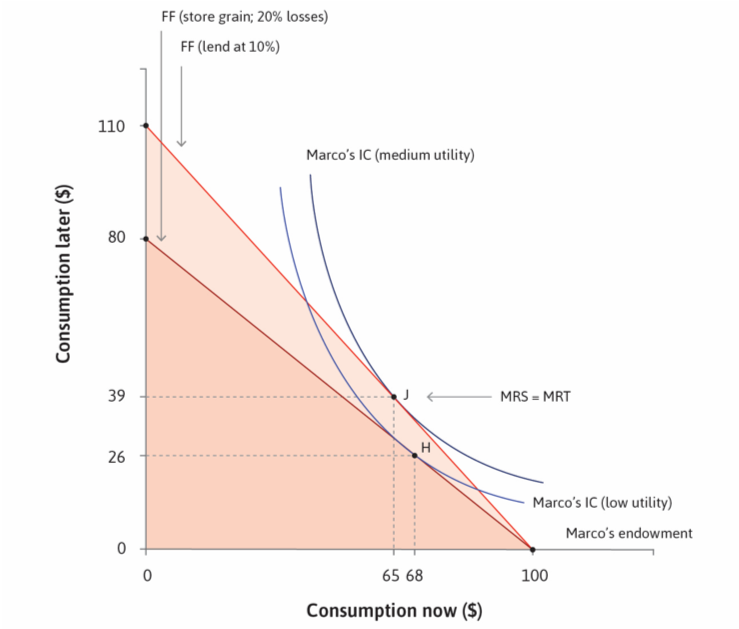 FF (store grain; 20% losses)
FF (lend at 10%)
110
Marco's IC (medium utility)
80
Consumption later ($)
39
J
MRS = MRT
H
26
Marco's IC (low utility)
Marco's endowment
0
0
65 68
100
Consumption now ($)